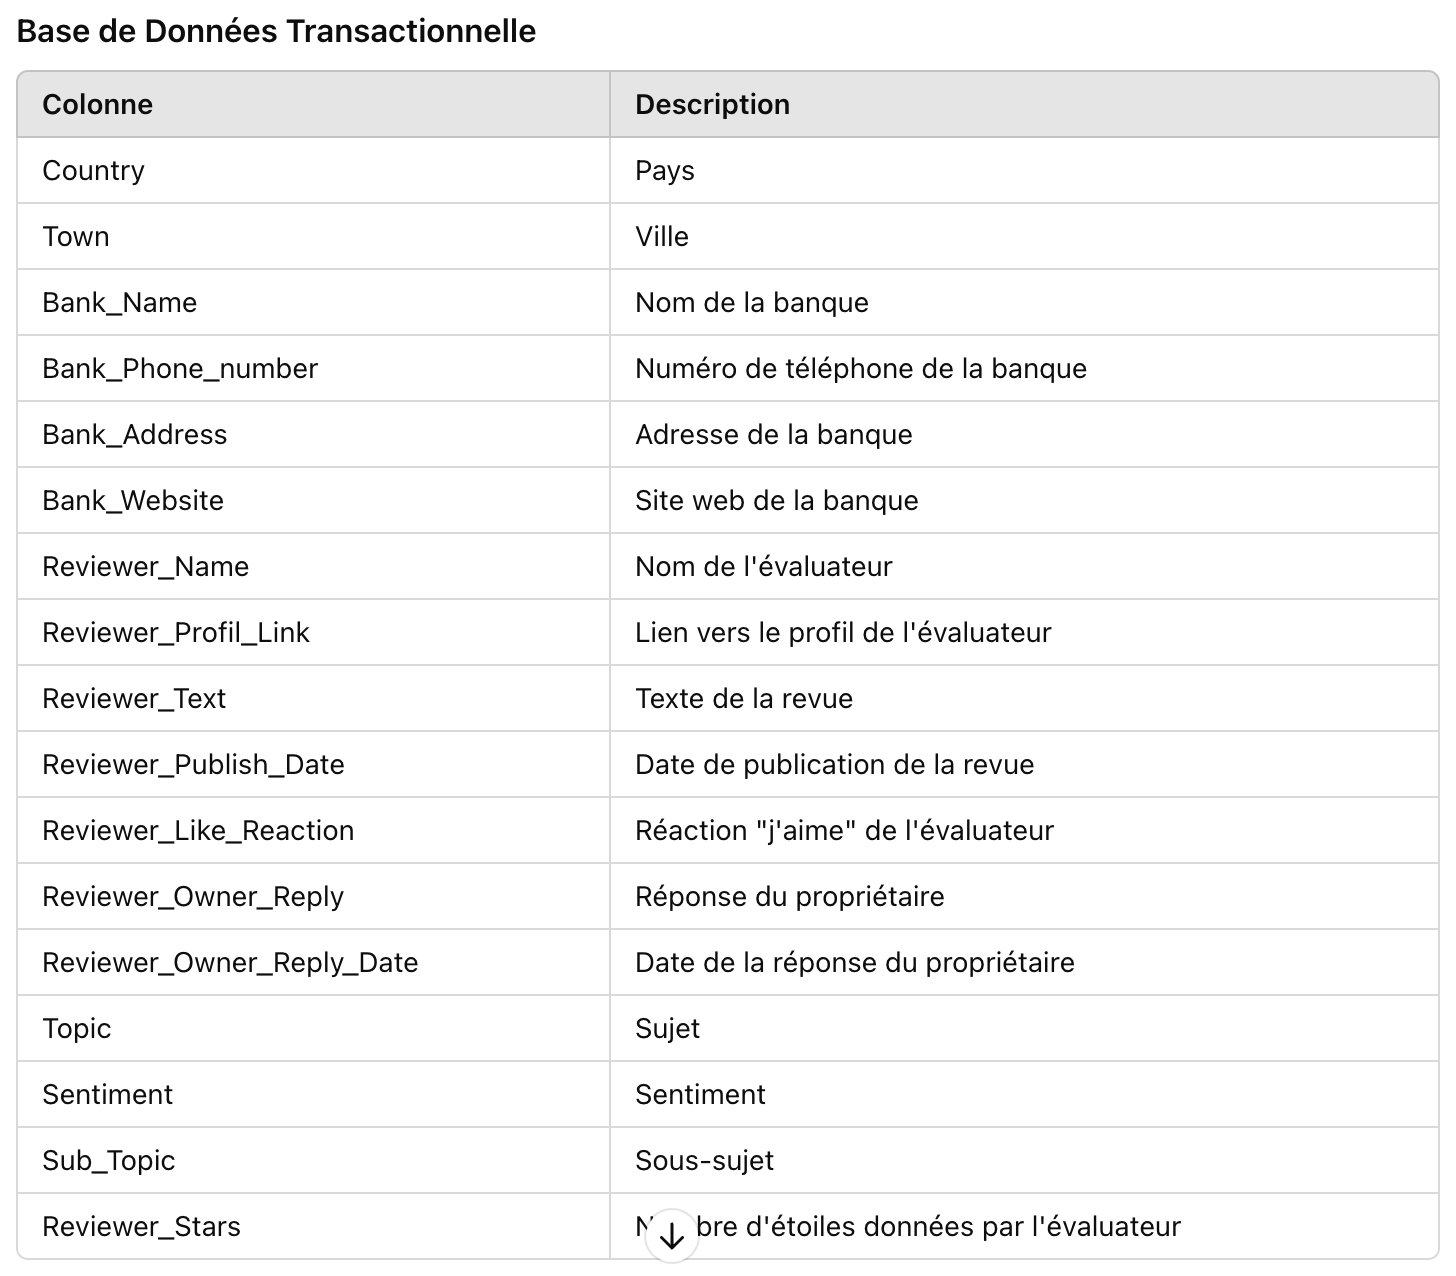 Base de Données Transactionnelle
Colonne Description
Country Pays
Town Ville
Bank_Name Nom de la banque
Bank_Phone_number Numéro de téléphone de la banque
Bank_Address Adresse de la banque
Bank_Website Site web de la banque
Reviewer_Name Nom de l'évaluateur
Reviewer_Profil_Link Lien vers le profil de l'évaluateur
Reviewer_Text Texte de la revue
Reviewer_Publish_Date Date de publication de la revue
Reviewer_Like_Reaction Réaction "j'aime" de l'évaluateur
Reviewer_Owner_Reply Réponse du propriétaire
Reviewer_Owner_Reply_Date Date de la réponse du propriétaire
Topic Sujet
Sentiment Sentiment
Sub_Topic Sous-sujet
Reviewer_Stars d'étoiles données par l'évaluateur